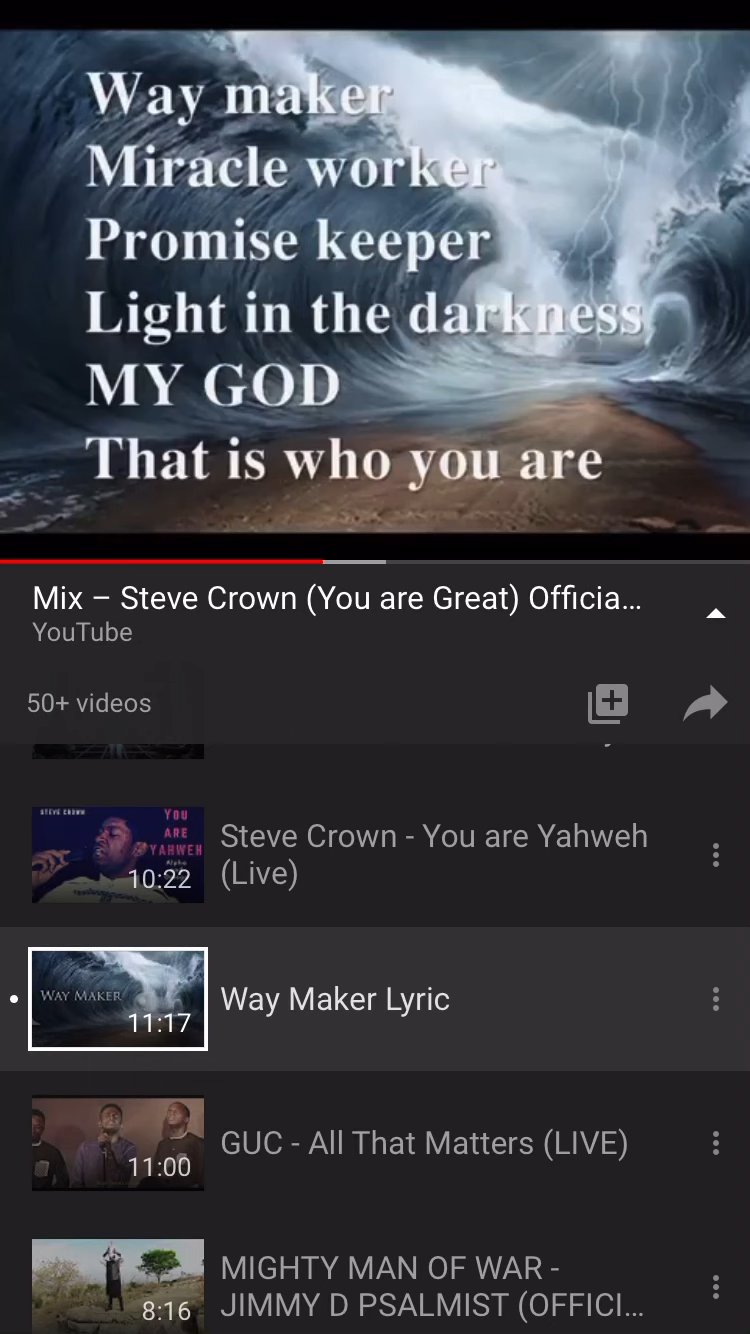 Way maker
Miracle worker
Promise keeper
Light in the darkness
MY GOD
That is who you are
Mix – Steve Crown (You are Great) Officia...
YouTube
50+ videos
STEVE CROWN
YOU
ARE
YAHWEH
Alpha
10:22
Steve Crown - You are Yahweh
(Live)
WAY MAKER
11:17
Way Maker Lyric
11:00
GUC - All That Matters (LIVE)
8:16
MIGHTY MAN OF WAR -
JIMMY D PSALMIST (OFFICI...